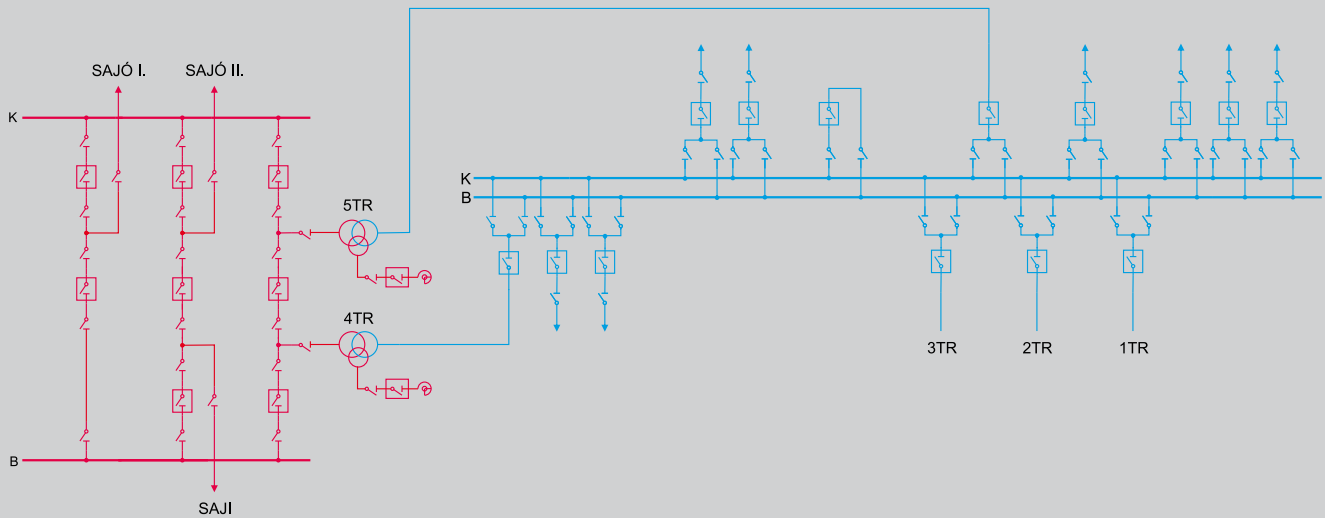 SAJÓ I.
SAJÓ II.
K
K
B
5TR
4TR
3TR
2TR
1TR
B
SAJI